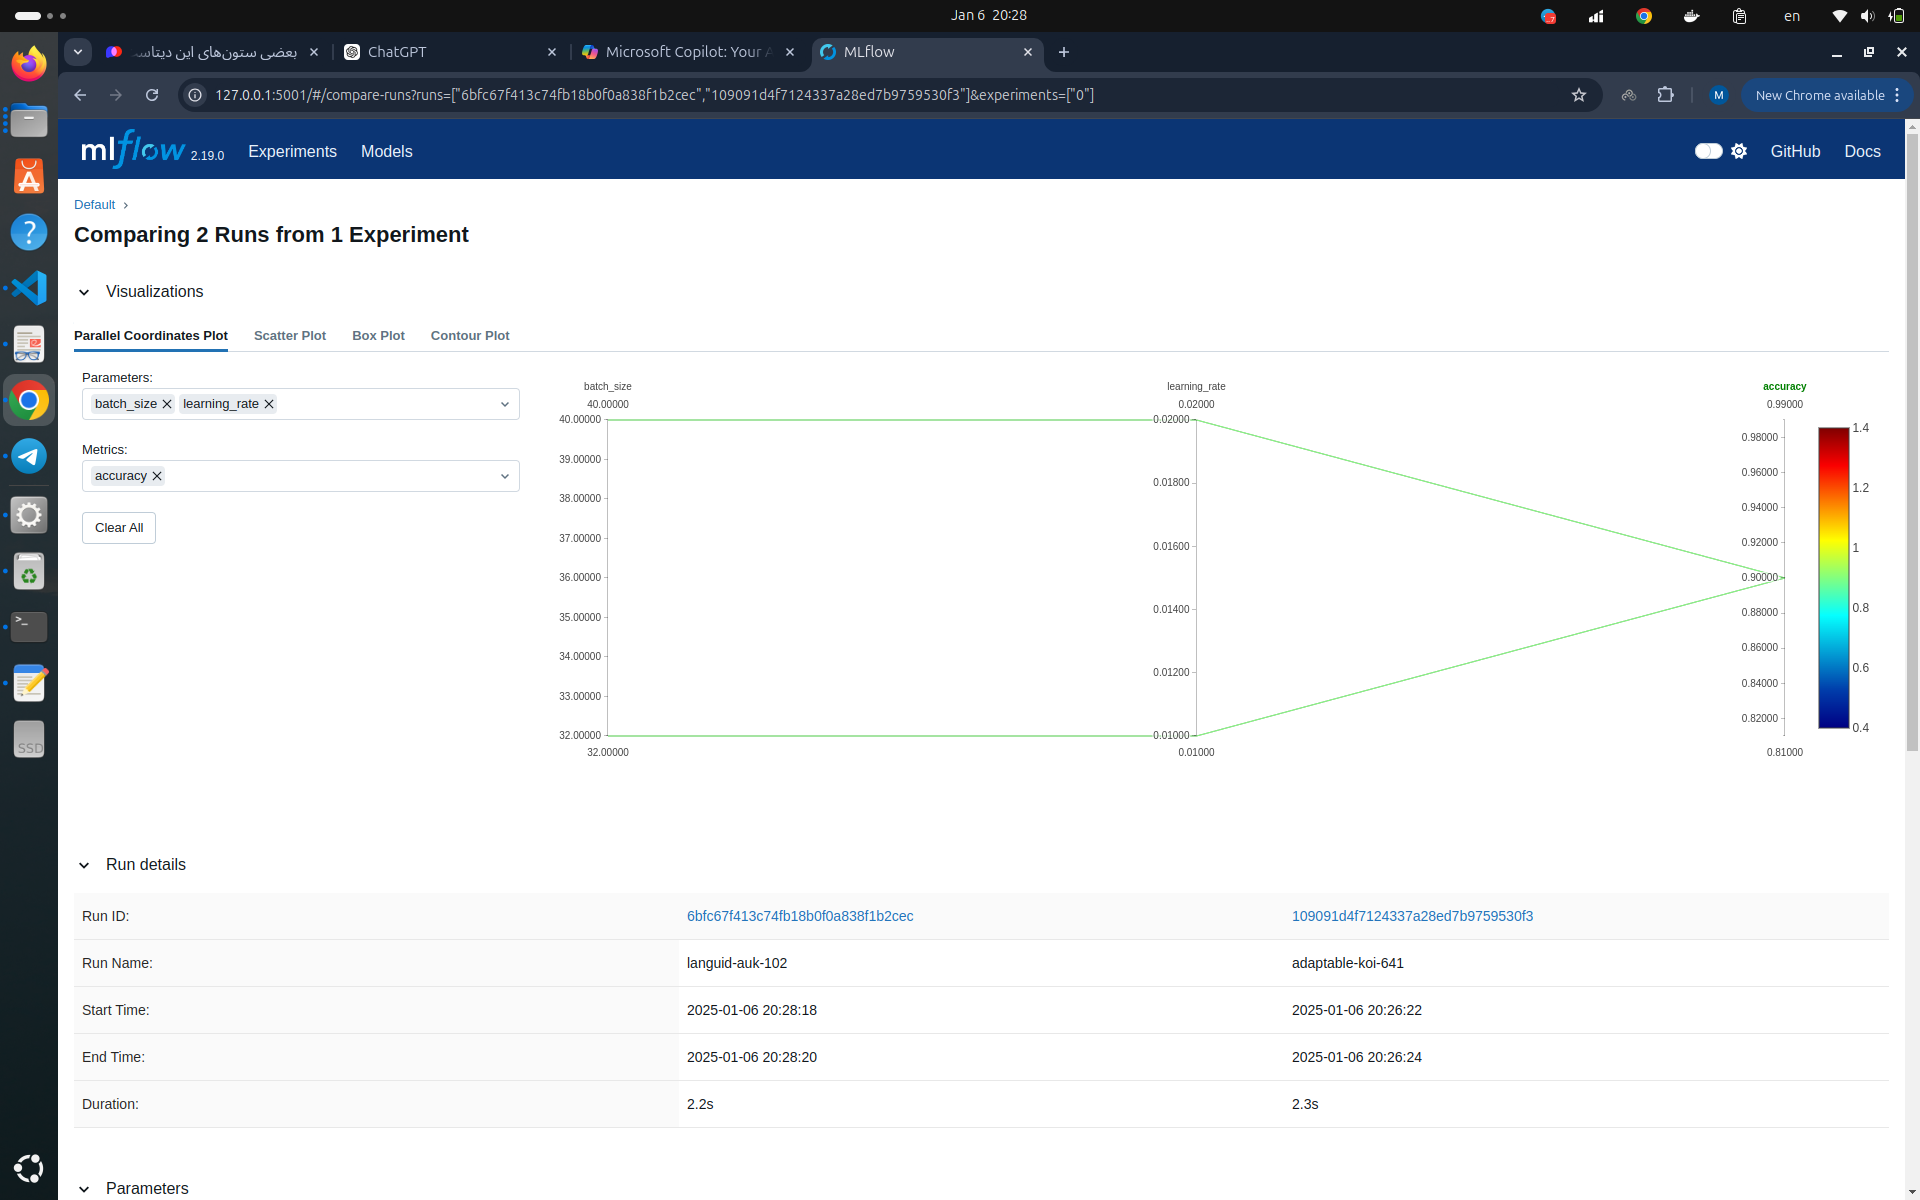 Jan 6 20:28
en
بعضی ستون‌های این دیتاسـ
ChatGPT
Microsoft Copilot: Your A
MLflow
127.0.0.1:5001/#/compare-runs?runs=["6bfc67f413c74fb18b0f0a838f1b2cec","109091d4f7124337a28ed7b9759530f3"]&experiments=["0"]
M
New Chrome available
mlflow 2.19.0 Experiments Models
GitHub Docs
Default
Comparing 2 Runs from 1 Experiment
Visualizations
Parallel Coordinates Plot Scatter Plot Box Plot Contour Plot
Parameters:
batch_size learning_rate
Metrics:
accuracy
Clear All
batch_size
40.00000
40.00000
39.00000
38.00000
37.00000
36.00000
35.00000
34.00000
33.00000
32.00000
32.00000
learning_rate
0.02000
0.02000
0.01800
0.01600
0.01400
0.01200
0.01000
0.01000
accuracy
0.99000
0.98000
0.96000
0.94000
0.92000
0.90000
0.88000
0.86000
0.84000
0.82000
0.81000
1.4
1.2
1
0.8
0.6
0.4
Run details
Run ID: 6bfc67f413c74fb18b0f0a838f1b2cec 109091d4f7124337a28ed7b9759530f3
Run Name: languid-auk-102 adaptable-koi-641
Start Time: 2025-01-06 20:28:18 2025-01-06 20:26:22
End Time: 2025-01-06 20:28:20 2025-01-06 20:26:24
Duration: 2.2s 2.3s
Parameters
SSD